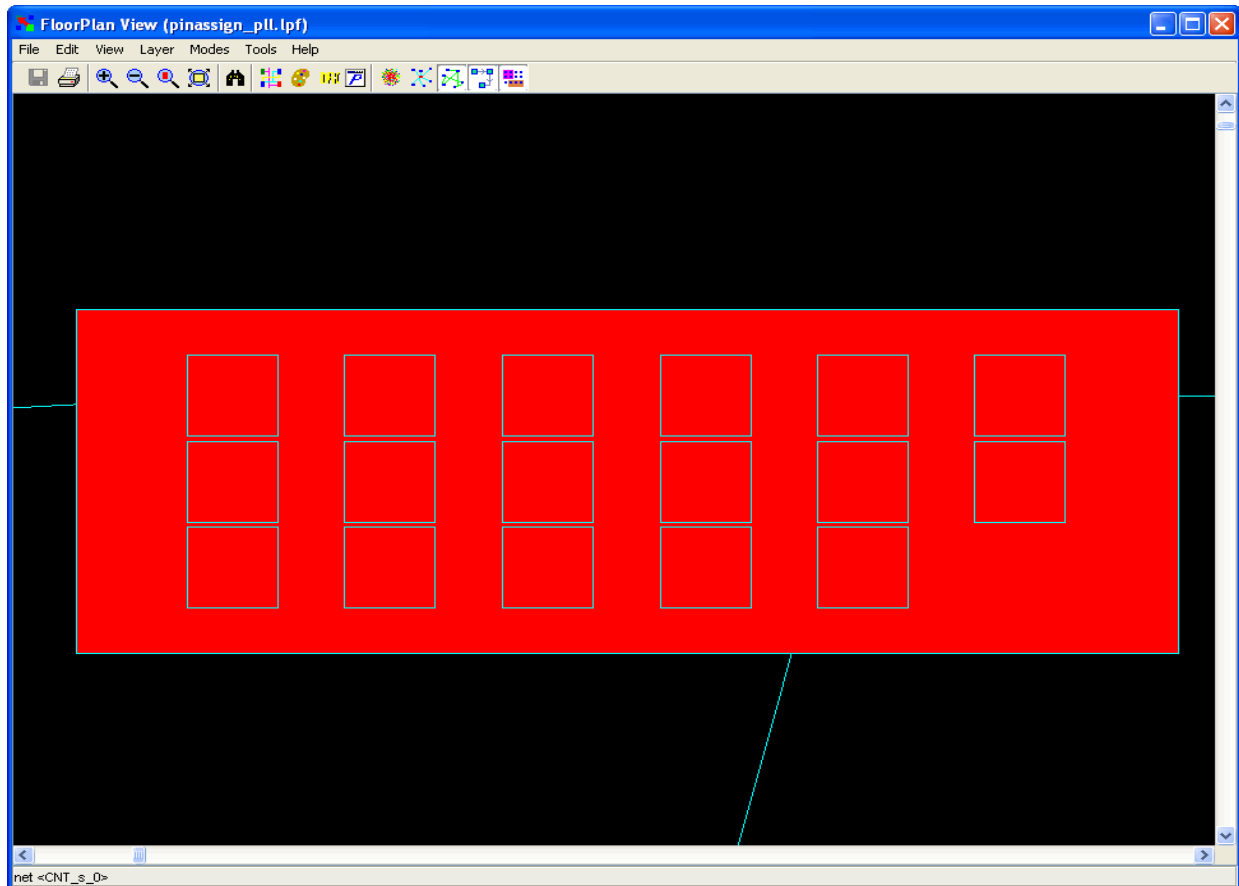 FloorPlan View (pinassign_pll.lpf)
File Edit View Layer Modes Tools Help
net <CNT_s_0>